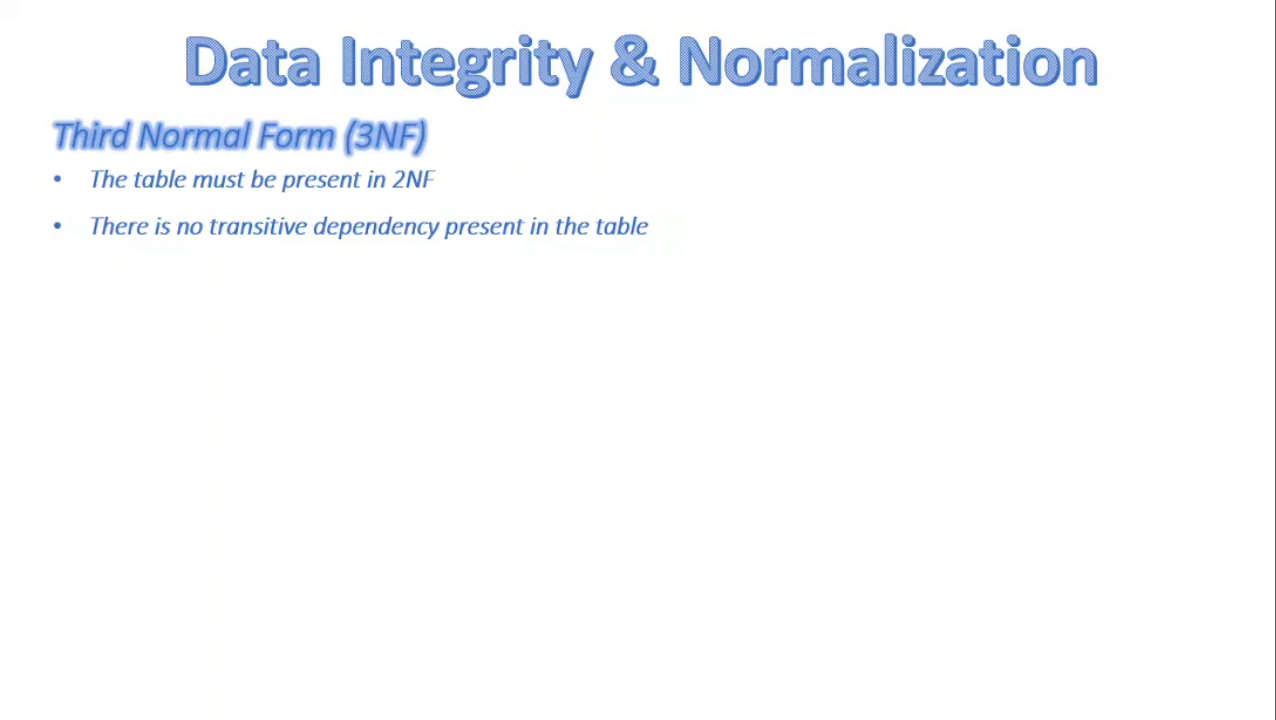 Data Integrity & Normalization
Third Normal Form (3NF)
• The table must be present in 2NF
• There is no transitive dependency present in the table